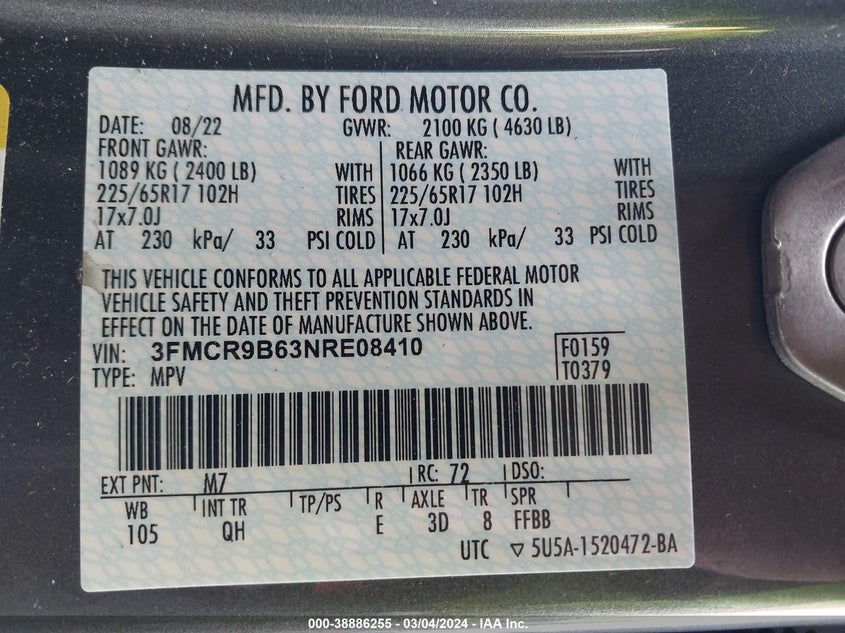 MFD. BY FORD MOTOR CO.
DATE: 08/22 GVWR: 2100 KG ( 4630 LB)
FRONT GAWR: REAR GAWR:
1089 KG ( 2400 LB) WITH 1066 KG ( 2350 LB) WITH
225/65R17 102H TIRES 225/65R17 102H TIRES
17x7.0J RIMS 17x7.0J RIMS
AT 230 kPa/ 33 PSI COLD AT 230 kPa/ 33 PSI COLD
THIS VEHICLE CONFORMS TO ALL APPLICABLE FEDERAL MOTOR
VEHICLE SAFETY AND THEFT PREVENTION STANDARDS IN
EFFECT ON THE DATE OF MANUFACTURE SHOWN ABOVE.
VIN: 3FMCR9B63NRE08410 F0159
TYPE: MPV T0379
EXT PNT: M7 RC: 72 DSO:
WB INT TR TP/PS R AXLE TR SPR
105 QH E 3D 8 FFBB
UTC ▽ 5U5A-1520472-BA
000-38886255 - 03/04/2024 - IAA Inc.